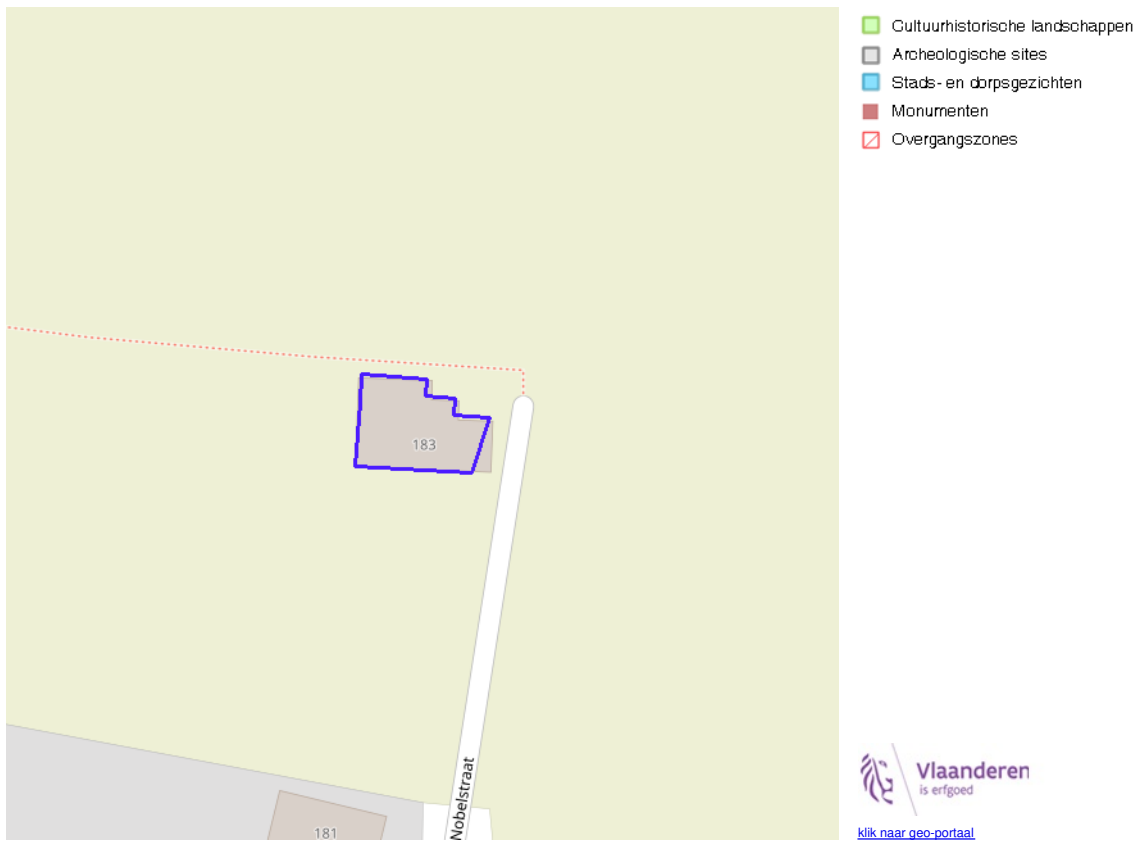 Cultuurhistorische landschappen
Archeologische sites
Stads- en dorpsgezichten
Monumenten
Overgangszones
183
181
Nobelstraat
Vlaanderen
is erfgoed
klik naar geo-portaal